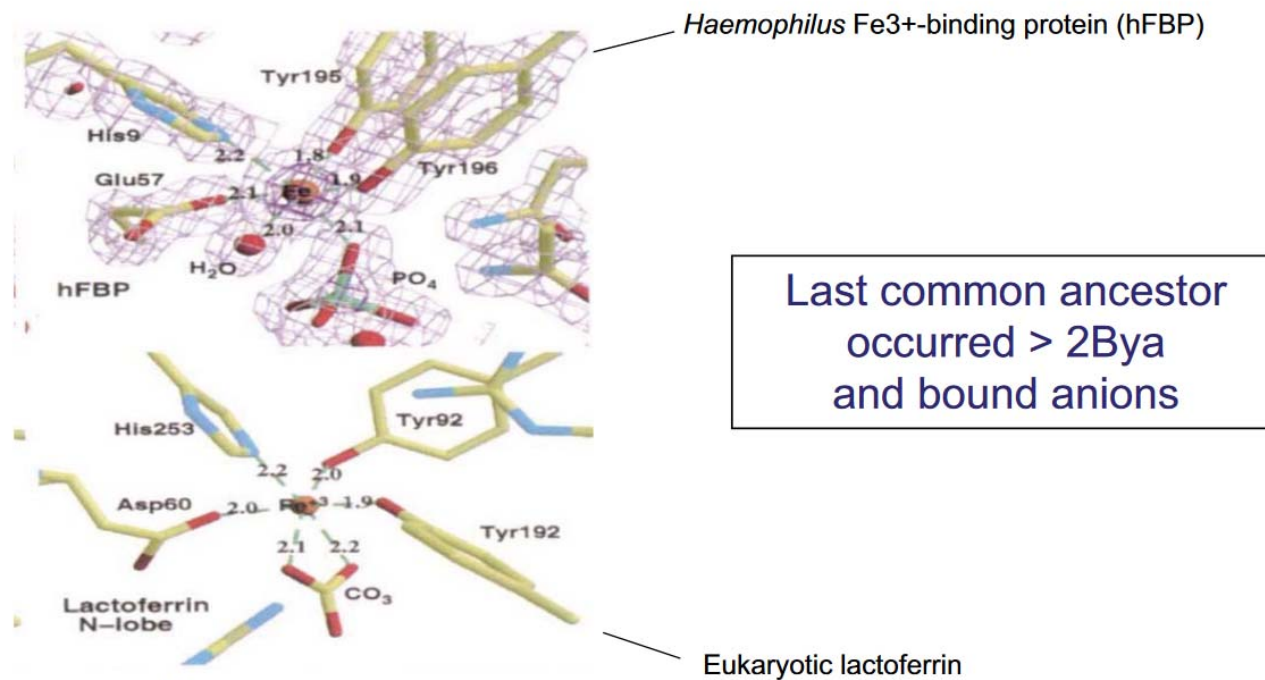 Haemophilus Fe3+-binding protein (hFBP)
Tyr195
His9
2.2
1.8
Tyr196
Glu57
2.1
Fe
1.9
2.0
2.1
H₂O
PO₄
hFBP
Last common ancestor
occurred > 2Bya
and bound anions
His253
Tyr92
2.2
2.0
Asp60
2.0
Fe⁺³
1.9
2.1
2.2
Tyr192
CO₃
Lactoferrin
N–lobe
Eukaryotic lactoferrin